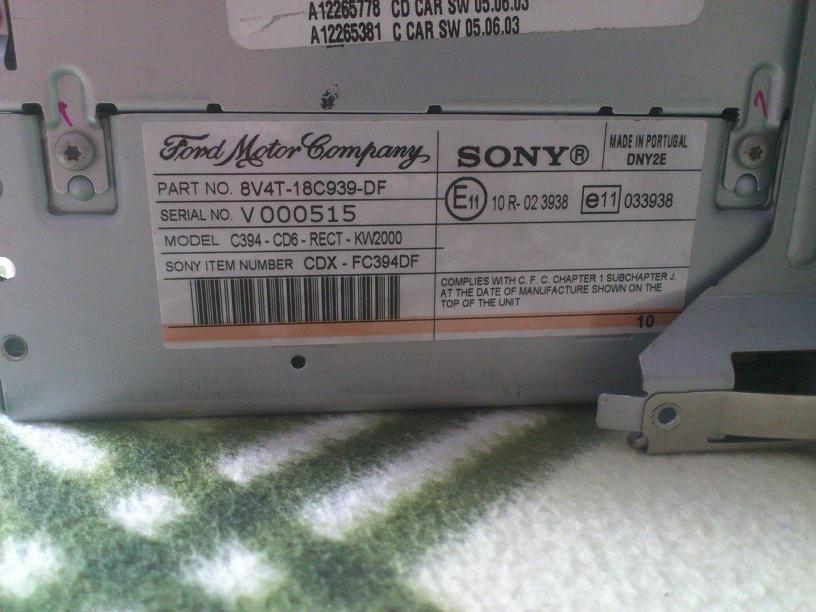 A12265778 CD CAR SW 05.06.03
A12265381 C CAR SW 05.06.03
Ford Motor Company
SONY®
MADE IN PORTUGAL
DNY2E
PART NO. 8V4T-18C939-DF
SERIAL NO. V000515
MODEL C394 - CD6 - RECT - KW2000
SONY ITEM NUMBER CDX - FC394DF
E11 10 R- 02 3938 e11 033938
COMPLIES WITH C. F. C. CHAPTER 1 SUBCHAPTER J.
AT THE DATE OF MANUFACTURE SHOWN ON THE
TOP OF THE UNIT
10